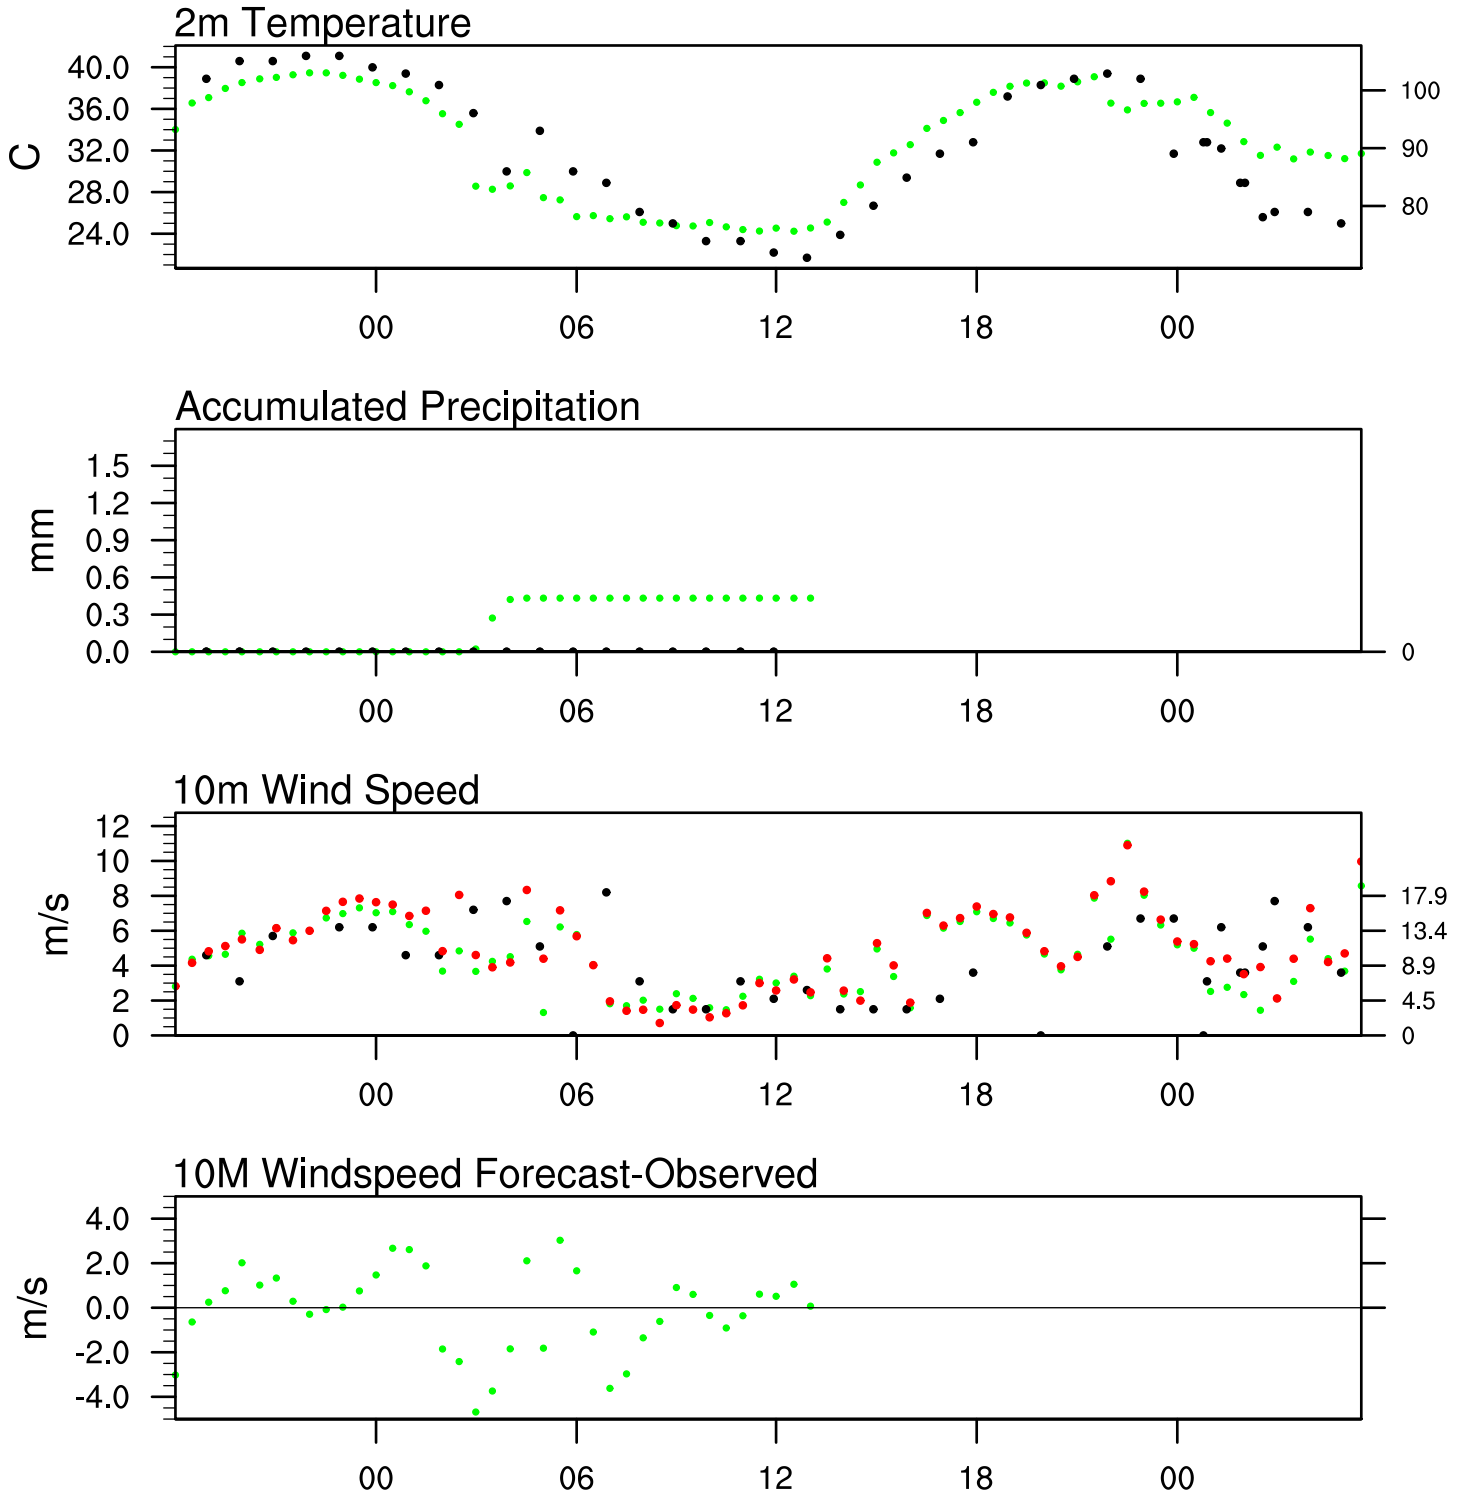 2m Temperature
40.0
36.0
32.0
28.0
24.0
C
100
90
80
00 06 12 18 00
Accumulated Precipitation
1.5
1.2
0.9
0.6
0.3
0.0
mm
0
00 06 12 18 00
10m Wind Speed
12
10
8
6
4
2
0
m/s
17.9
13.4
8.9
4.5
0
00 06 12 18 00
10M Windspeed Forecast-Observed
4.0
2.0
0.0
-2.0
-4.0
m/s
00 06 12 18 00